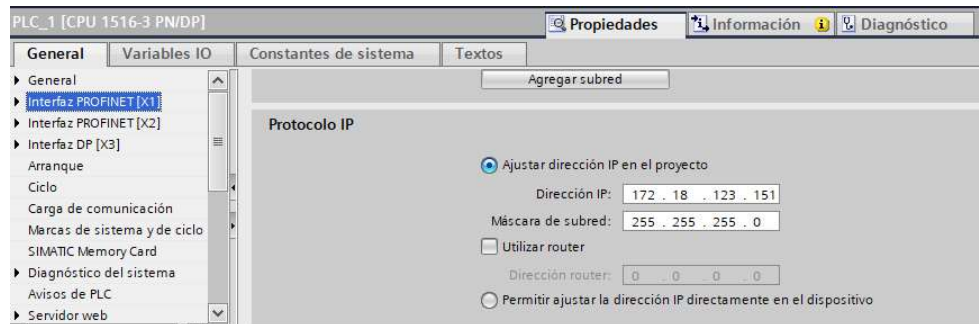 PLC_1 [CPU 1516-3 PN/DP]
Propiedades
Información
Diagnóstico
General
Variables IO
Constantes de sistema
Textos
General
Interfaz PROFINET [X1]
Interfaz PROFINET [X2]
Interfaz DP [X3]
Arranque
Ciclo
Carga de comunicación
Marcas de sistema y de ciclo
SIMATIC Memory Card
Diagnóstico del sistema
Avisos de PLC
Servidor web
Agregar subred
Protocolo IP
Ajustar dirección IP en el proyecto
Dirección IP: 172 . 18 . 123 . 151
Máscara de subred: 255 . 255 . 255 . 0
Utilizar router
Dirección router: 0 . 0 . 0 . 0
Permitir ajustar la dirección IP directamente en el dispositivo